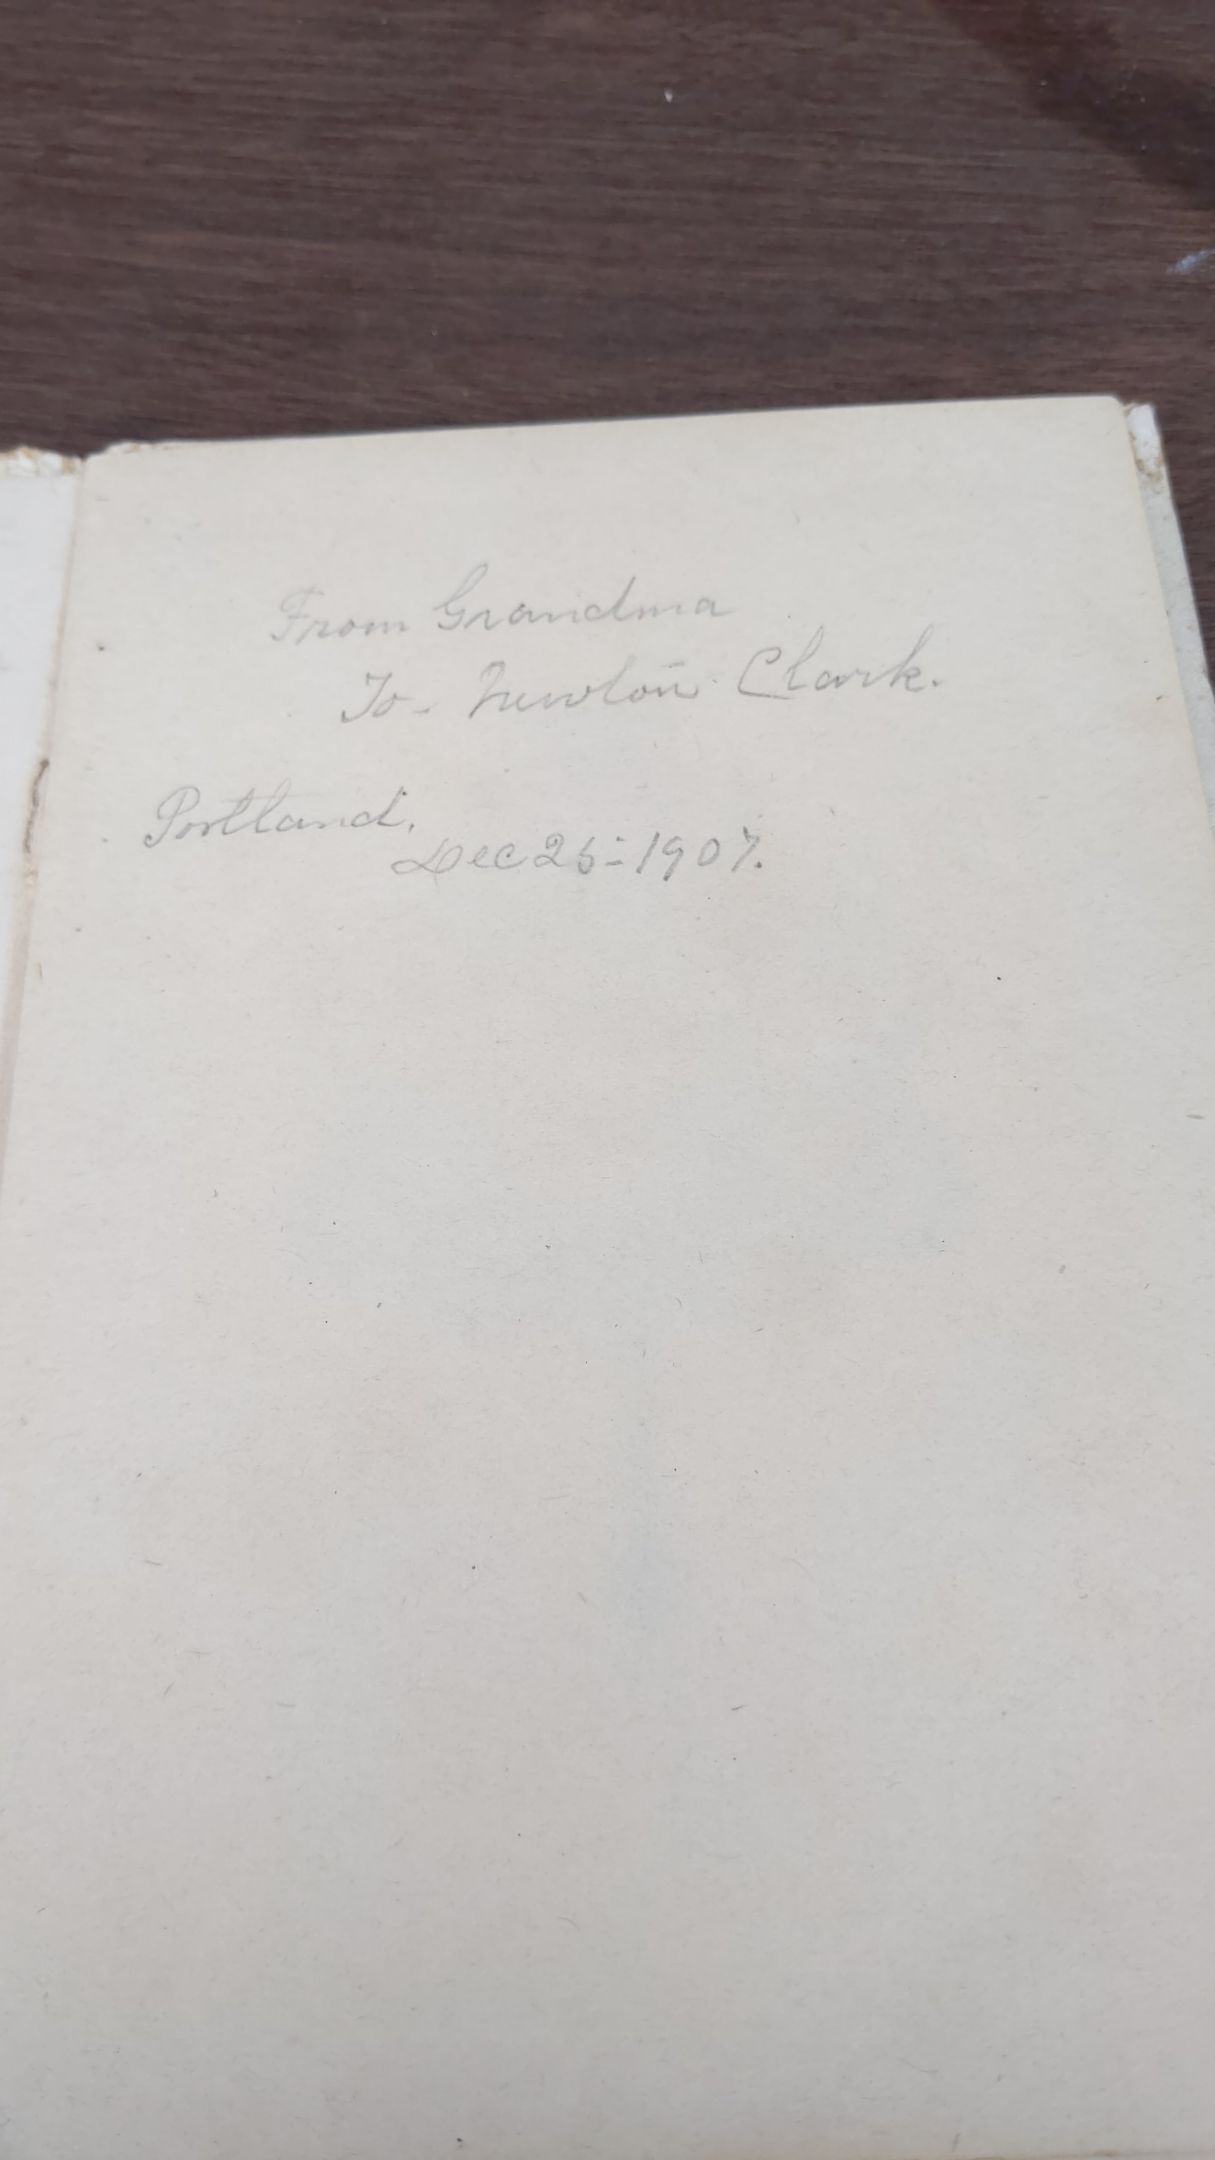 From Grandma
To- Newton Clark.
Portland.
Dec 25-1907.